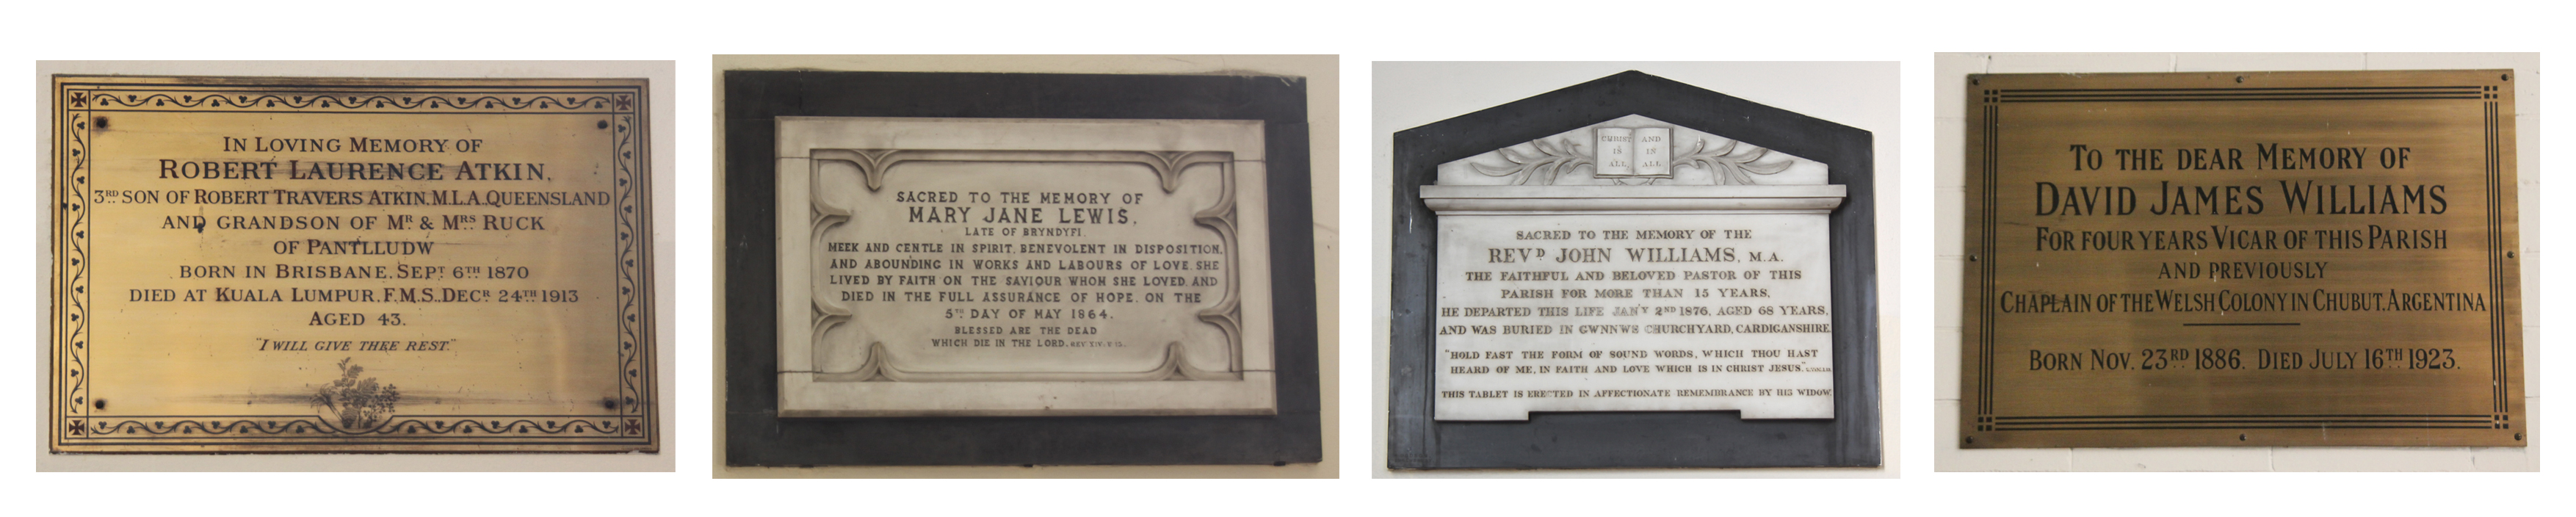 IN LOVING MEMORY OF
ROBERT LAURENCE ATKIN,
3RD SON OF ROBERT TRAVERS ATKIN, M.L.A. QUEENSLAND
AND GRANDSON OF MR & MRS RUCK
OF PANTLLUDW
BORN IN BRISBANE, SEPT 6TH 1870
DIED AT KUALA LUMPUR, F.M.S., DECR 24TH 1913
AGED 43.
"I WILL GIVE THEE REST."
SACRED TO THE MEMORY OF
MARY JANE LEWIS,
LATE OF BRYNDYFI.
MEEK AND GENTLE IN SPIRIT, BENEVOLENT IN DISPOSITION,
AND ABOUNDING IN WORKS AND LABOURS OF LOVE, SHE
LIVED BY FAITH ON THE SAVIOUR WHOM SHE LOVED, AND
DIED IN THE FULL ASSURANCE OF HOPE, ON THE
5TH DAY OF MAY 1864.
BLESSED ARE THE DEAD
WHICH DIE IN THE LORD. REV. XIV. V 13.
CHRIST AND
IS IN
ALL, ALL
SACRED TO THE MEMORY OF THE
REVD JOHN WILLIAMS, M.A.
THE FAITHFUL AND BELOVED PASTOR OF THIS
PARISH FOR MORE THAN 15 YEARS,
HE DEPARTED THIS LIFE JANY 2ND 1876, AGED 68 YEARS,
AND WAS BURIED IN GWNNWS CHURCHYARD, CARDIGANSHIRE.
"HOLD FAST THE FORM OF SOUND WORDS, WHICH THOU HAST
HEARD OF ME, IN FAITH AND LOVE WHICH IS IN CHRIST JESUS."
THIS TABLET IS ERECTED IN AFFECTIONATE REMEMBRANCE BY HIS WIDOW.
TO THE DEAR MEMORY OF
DAVID JAMES WILLIAMS
FOR FOUR YEARS VICAR OF THIS PARISH
AND PREVIOUSLY
CHAPLAIN OF THE WELSH COLONY IN CHUBUT, ARGENTINA
BORN NOV. 23RD 1886. DIED JULY 16TH 1923.